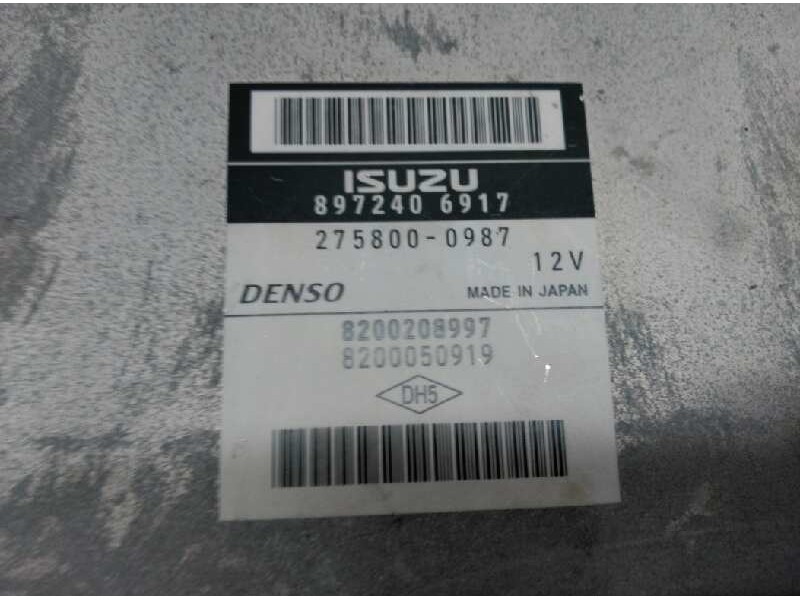 ISUZU
897240 6917
275800-0987
12V
DENSO MADE IN JAPAN
8200208997
8200050919
DH5